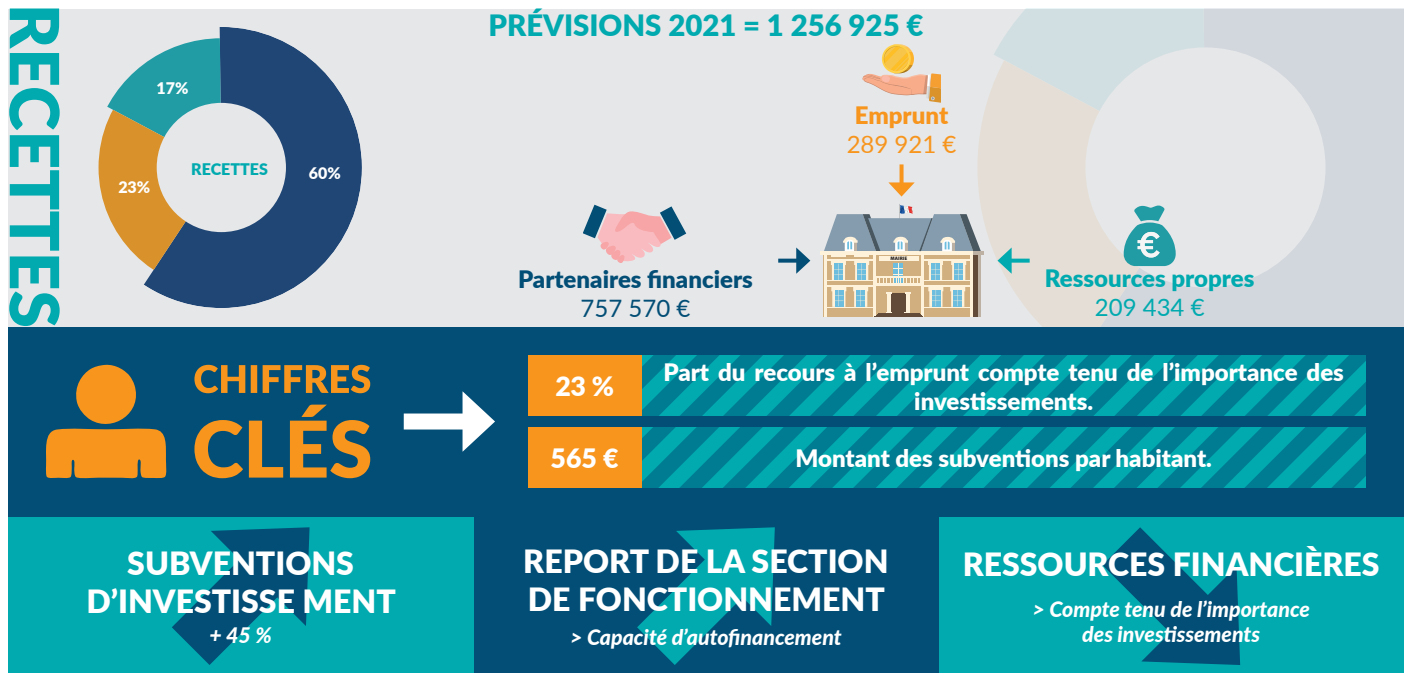 RECETTES
PRÉVISIONS 2021 = 1 256 925 €
17%
23%
RECETTES
60%
Emprunt
289 921 €
MAIRIE
Partenaires financiers
757 570 €
€
Ressources propres
209 434 €
CHIFFRES
CLÉS
23 %
Part du recours à l'emprunt compte tenu de l'importance des
investissements.
565 €
Montant des subventions par habitant.
SUBVENTIONS
D'INVESTISSE MENT
+ 45 %
REPORT DE LA SECTION
DE FONCTIONNEMENT
> Capacité d'autofinancement
RESSOURCES FINANCIÈRES
> Compte tenu de l'importance
des investissements